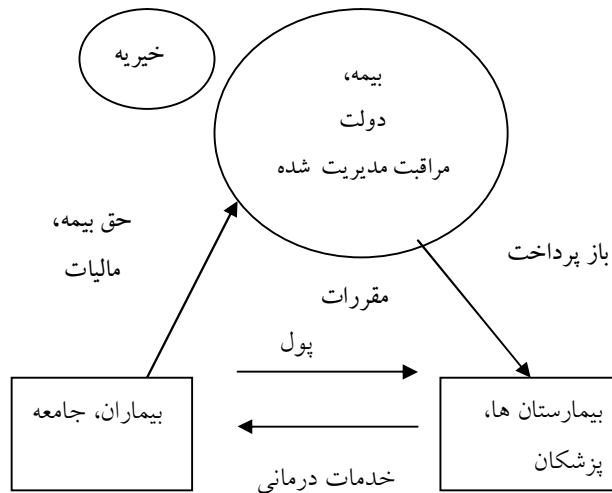 خیریه
بیمه،
دولت
مراقبت مدیریت شده
حق بیمه،
مالیات
باز پرداخت
مقررات
پول
بیماران، جامعه
بیمارستان ها،
پزشکان
خدمات درمانی